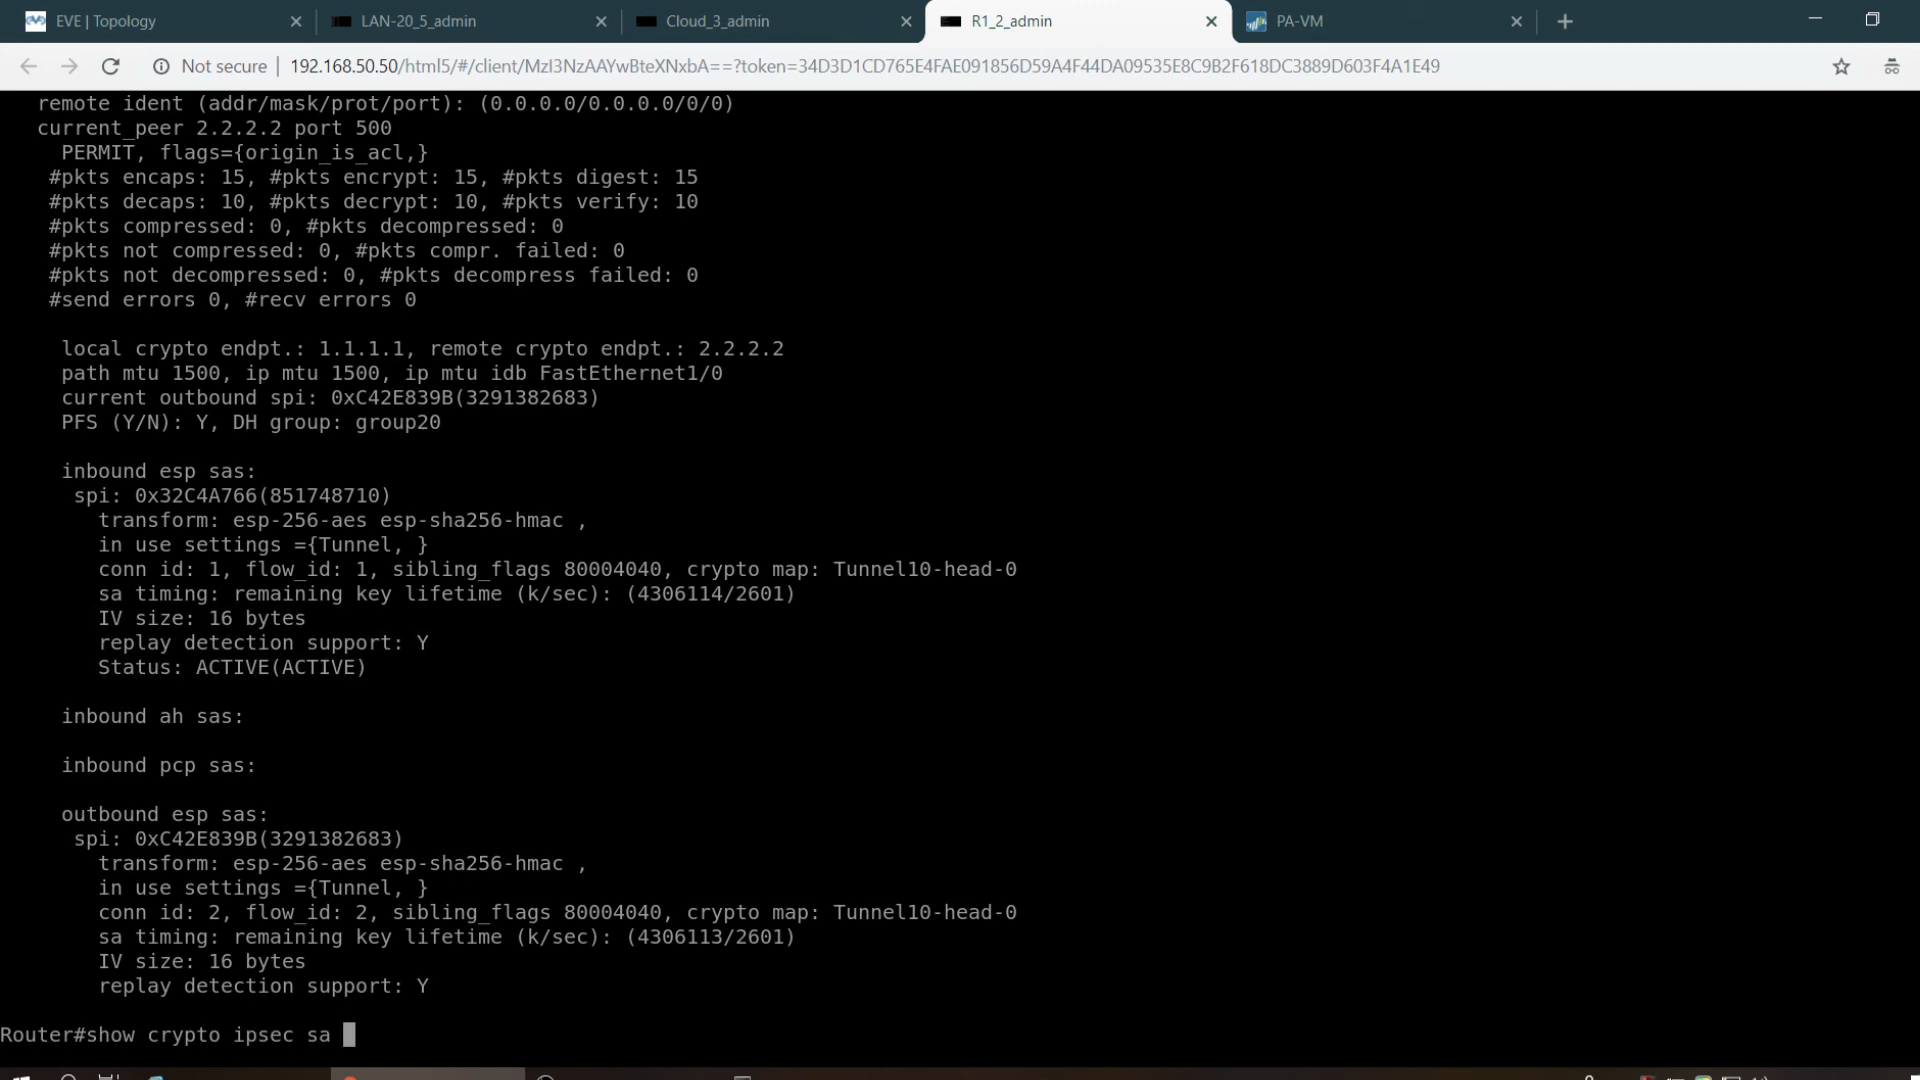 EVE | Topology
LAN-20_5_admin
Cloud_3_admin
R1_2_admin
PA-VM
Not secure
192.168.50.50/html5/#/client/MzI3NzAAYwBteXNxbA==?token=34D3D1CD765E4FAE091856D59A4F44DA09535E8C9B2F618DC3889D603F4A1E49
remote ident (addr/mask/prot/port): (0.0.0.0/0.0.0.0/0/0)
current_peer 2.2.2.2 port 500
PERMIT, flags={origin_is_acl,}
#pkts encaps: 15, #pkts encrypt: 15, #pkts digest: 15
#pkts decaps: 10, #pkts decrypt: 10, #pkts verify: 10
#pkts compressed: 0, #pkts decompressed: 0
#pkts not compressed: 0, #pkts compr. failed: 0
#pkts not decompressed: 0, #pkts decompress failed: 0
#send errors 0, #recv errors 0
local crypto endpt.: 1.1.1.1, remote crypto endpt.: 2.2.2.2
path mtu 1500, ip mtu 1500, ip mtu idb FastEthernet1/0
current outbound spi: 0xC42E839B(3291382683)
PFS (Y/N): Y, DH group: group20
inbound esp sas:
spi: 0x32C4A766(851748710)
transform: esp-256-aes esp-sha256-hmac ,
in use settings ={Tunnel, }
conn id: 1, flow_id: 1, sibling_flags 80004040, crypto map: Tunnel10-head-0
sa timing: remaining key lifetime (k/sec): (4306114/2601)
IV size: 16 bytes
replay detection support: Y
Status: ACTIVE(ACTIVE)
inbound ah sas:
inbound pcp sas:
outbound esp sas:
spi: 0xC42E839B(3291382683)
transform: esp-256-aes esp-sha256-hmac ,
in use settings ={Tunnel, }
conn id: 2, flow_id: 2, sibling_flags 80004040, crypto map: Tunnel10-head-0
sa timing: remaining key lifetime (k/sec): (4306113/2601)
IV size: 16 bytes
replay detection support: Y
Router#show crypto ipsec sa